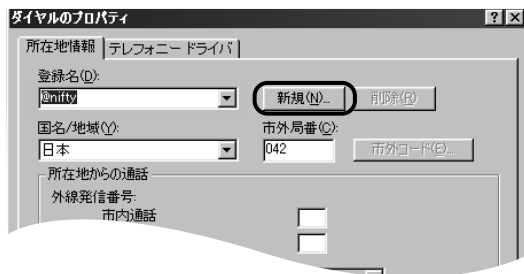 ダイヤルのプロパティ
所在地情報 テレフォニー ドライバ
登録名(D):
@nifty 新規(N)... 削除(R)
国名/地域(Y): 市外局番(C):
日本 042 市外コード(E)...
所在地からの通話
外線発信番号:
市内通話